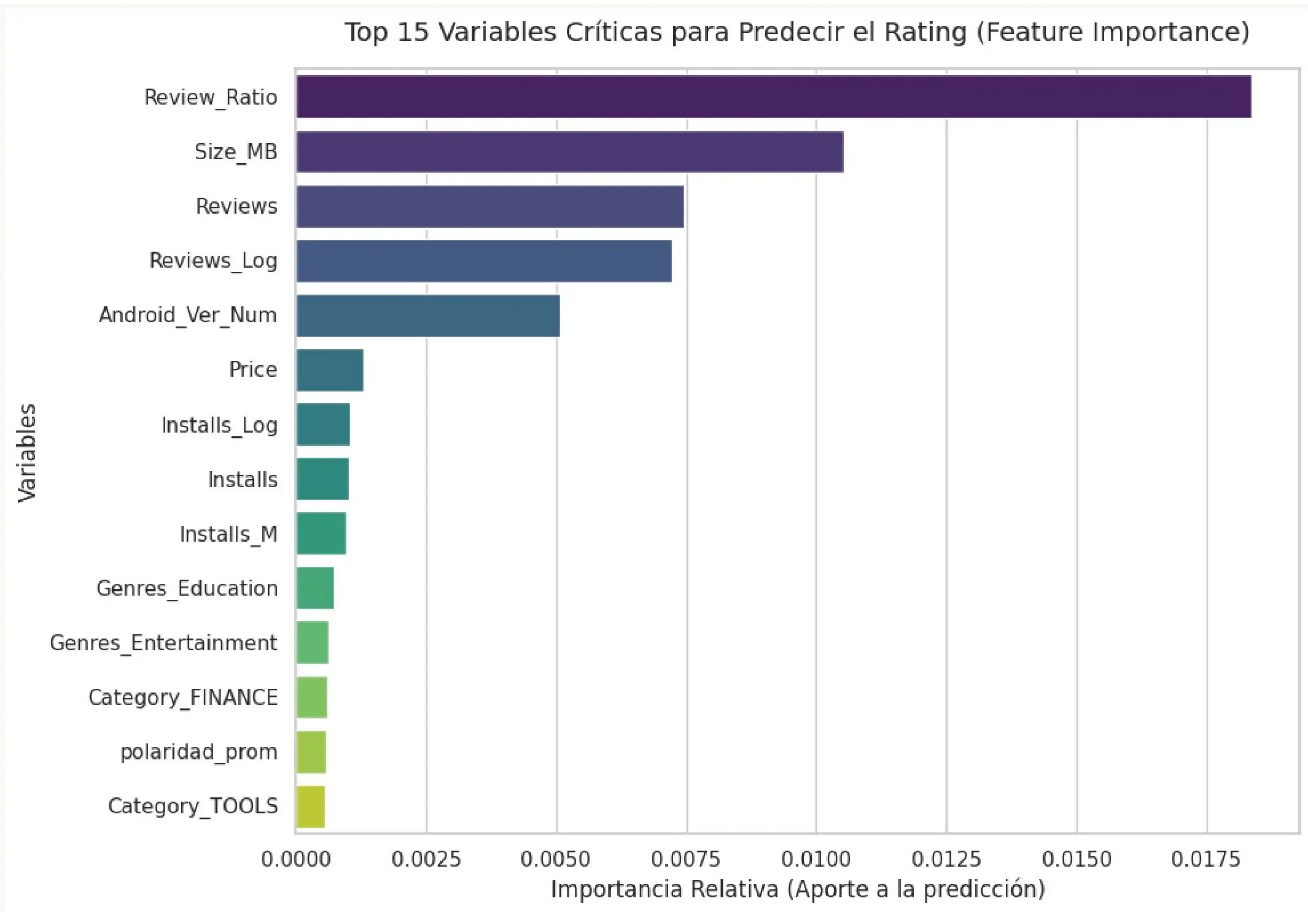 Top 15 Variables Críticas para Predecir el Rating (Feature Importance)
Review_Ratio
Size_MB
Reviews
Reviews_Log
Android_Ver_Num
Price
Installs_Log
Installs
Installs_M
Genres_Education
Genres_Entertainment
Category_FINANCE
polaridad_prom
Category_TOOLS
Variables
0.0000 0.0025 0.0050 0.0075 0.0100 0.0125 0.0150 0.0175
Importancia Relativa (Aporte a la predicción)